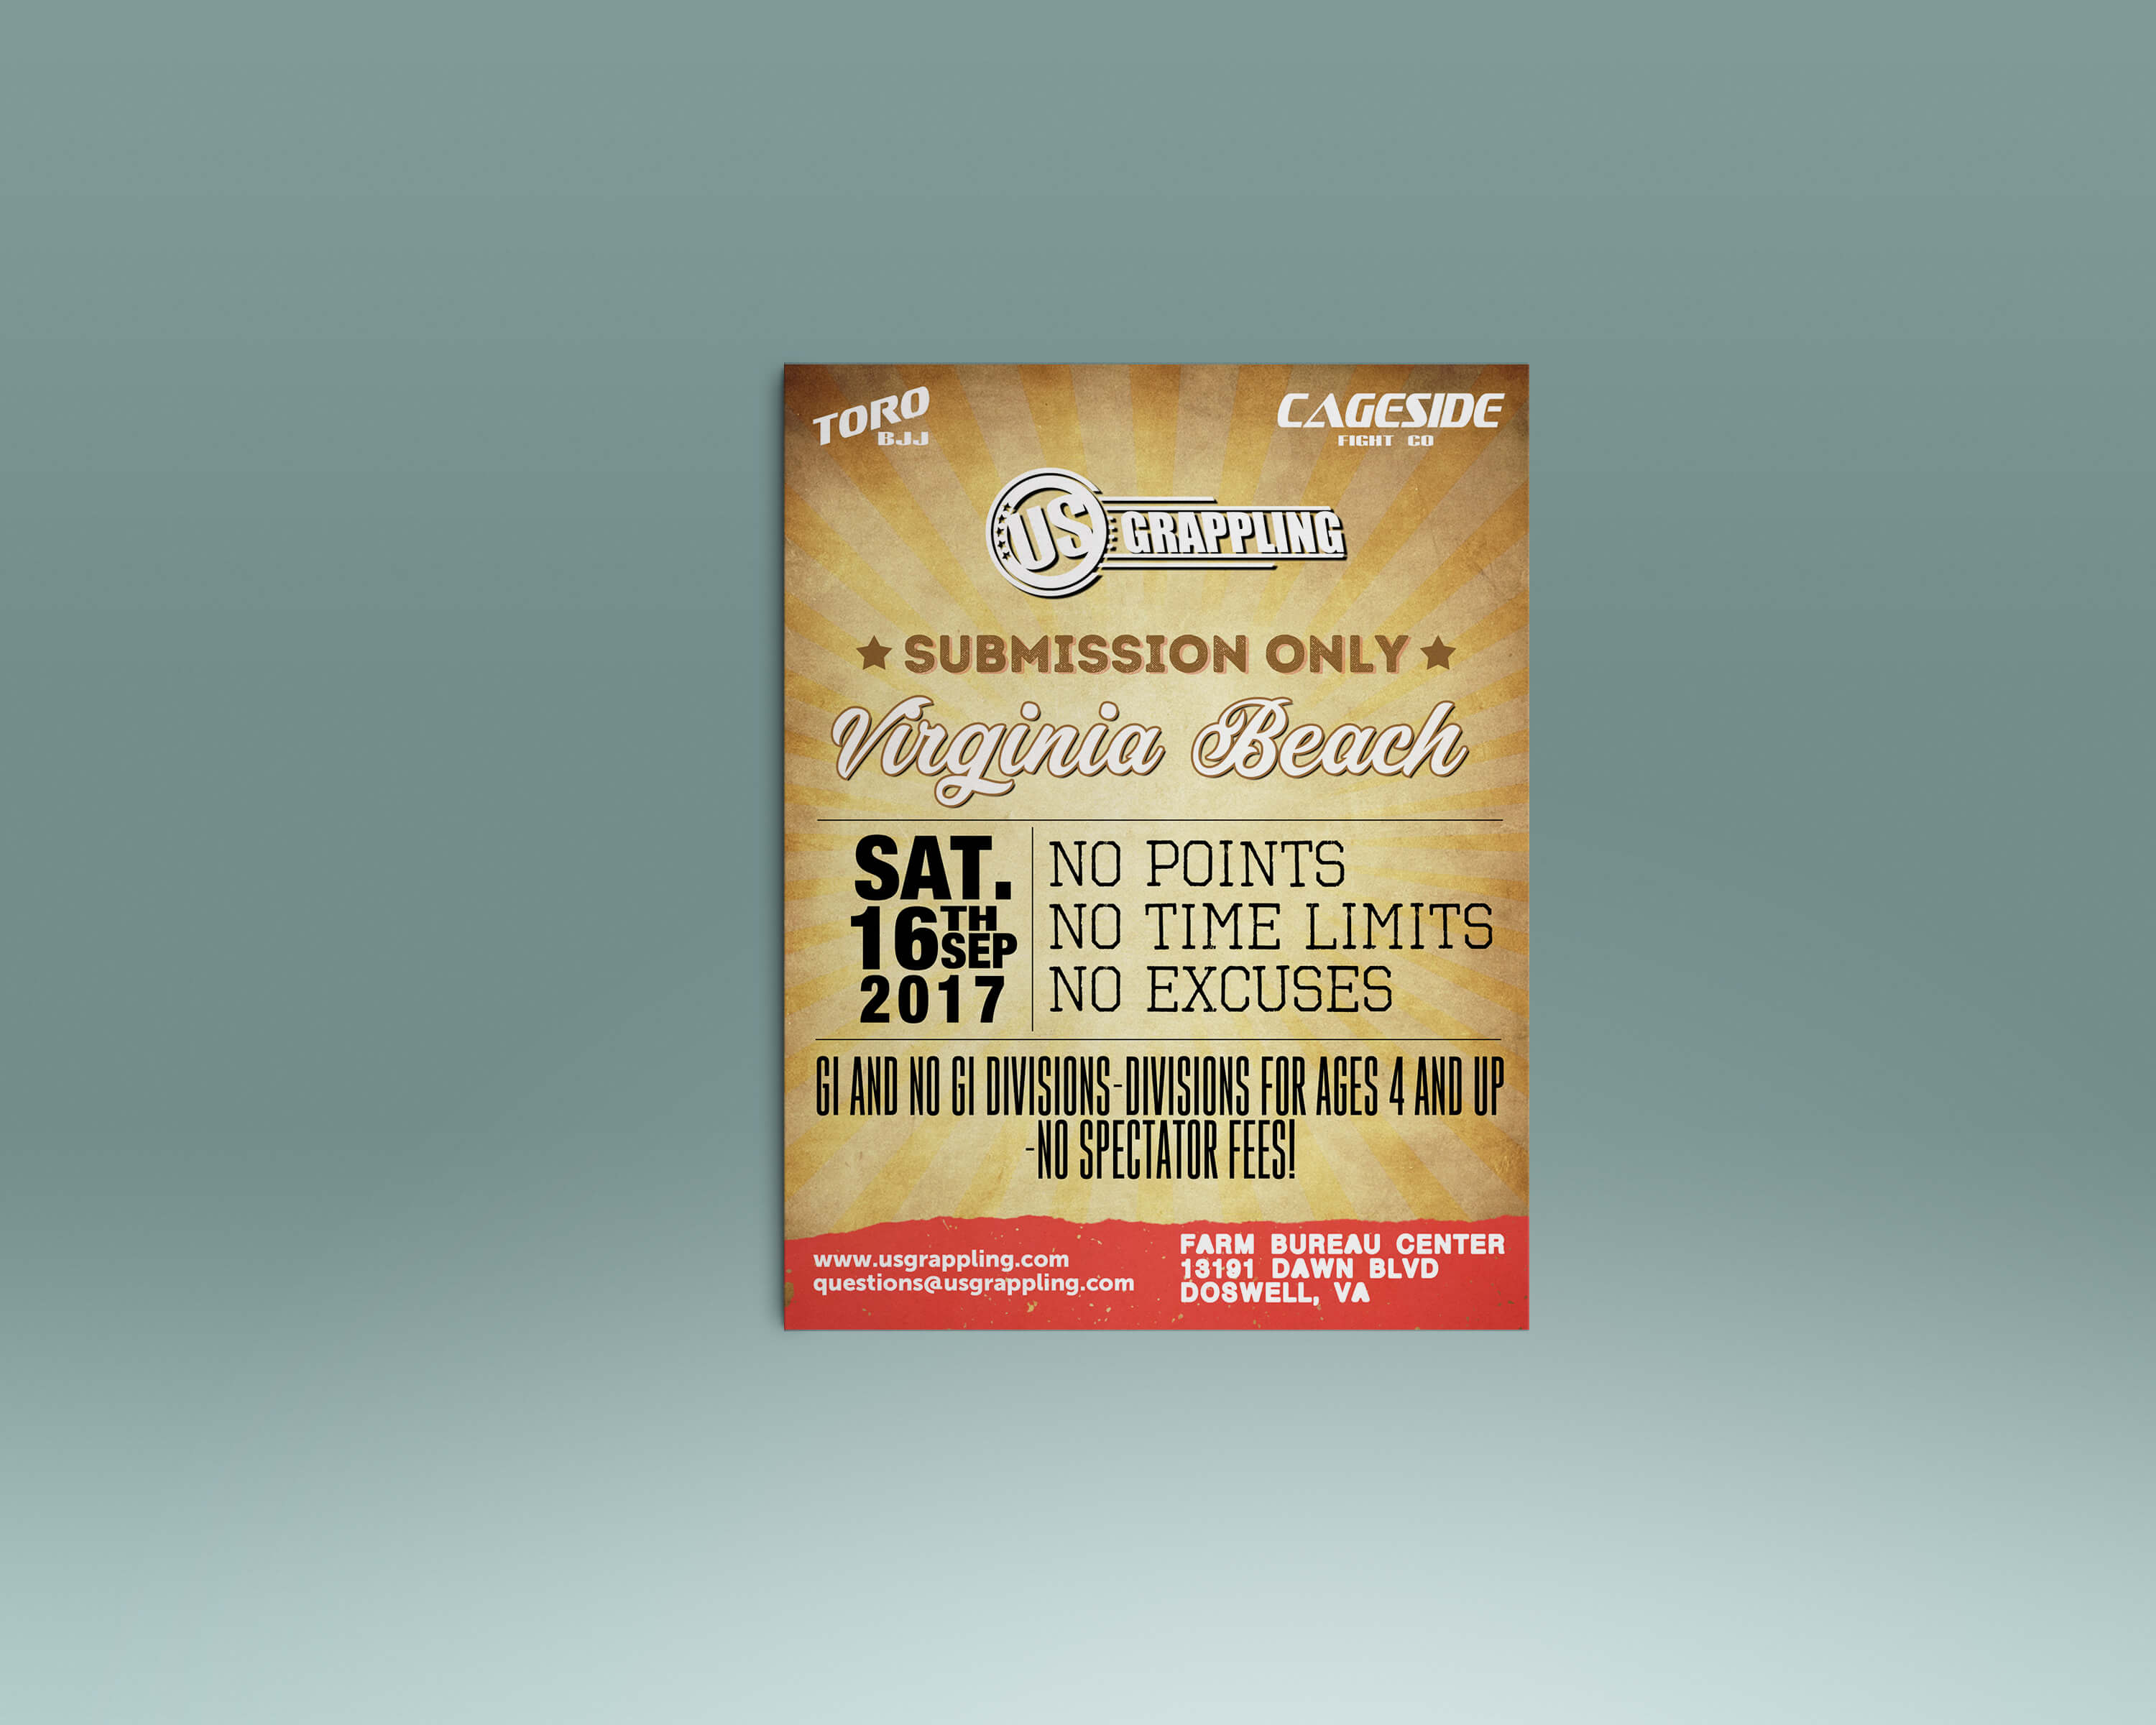 TORO
BJJ
CAGESIDE
FIGHT CO
US GRAPPLING
SUBMISSION ONLY
Virginia Beach
SAT.
16TH SEP
2017
NO POINTS
NO TIME LIMITS
NO EXCUSES
GI AND NO GI DIVISIONS-DIVISIONS FOR AGES 4 AND UP
-NO SPECTATOR FEES!
www.usgrappling.com
questions@usgrappling.com
FARM BUREAU CENTER
13191 DAWN BLVD
DOSWELL, VA